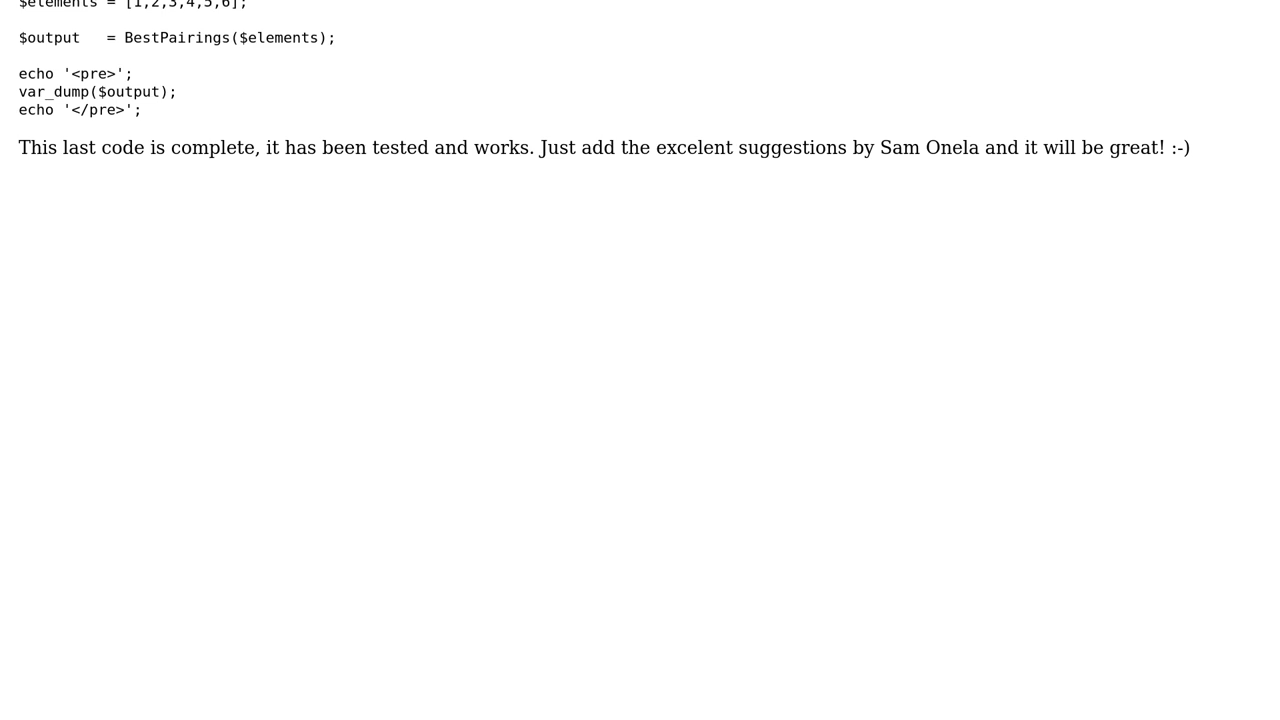 $elements = [1,2,3,4,5,6];
$output   = BestPairings($elements);
echo '<pre>';
var_dump($output);
echo '</pre>';
This last code is complete, it has been tested and works. Just add the excelent suggestions by Sam Onela and it will be great! :-)